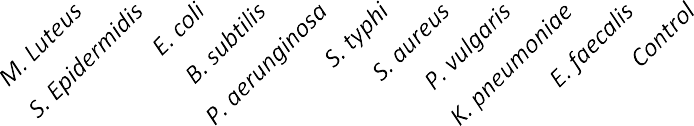 M. Luteus
S. Epidermidis
E. coli
B. subtilis
P. aerunginosa
S. typhi
S. aureus
P. vulgaris
K. pneumoniae
E. faecalis
Control